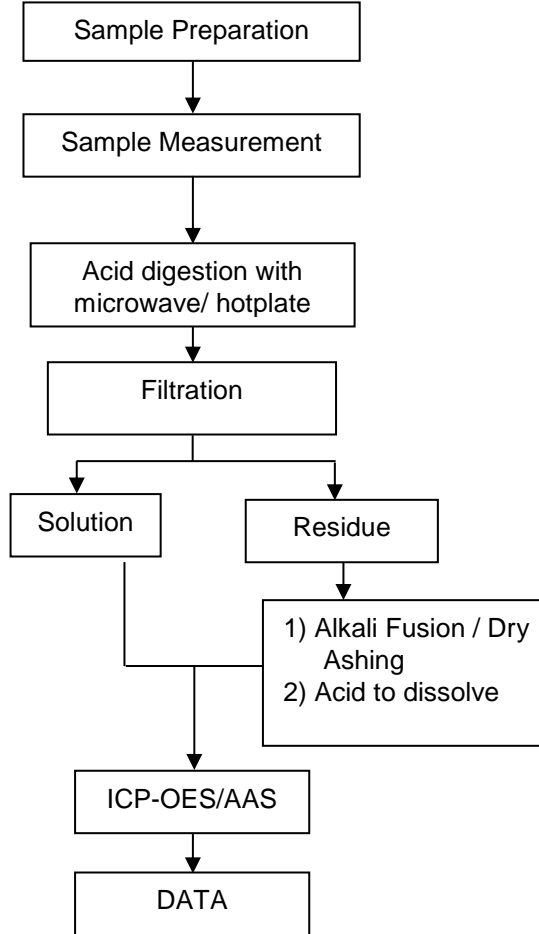 Sample Preparation
Sample Measurement
Acid digestion with
microwave/ hotplate
Filtration
Solution
Residue
1) Alkali Fusion / Dry
Ashing
2) Acid to dissolve
ICP-OES/AAS
DATA